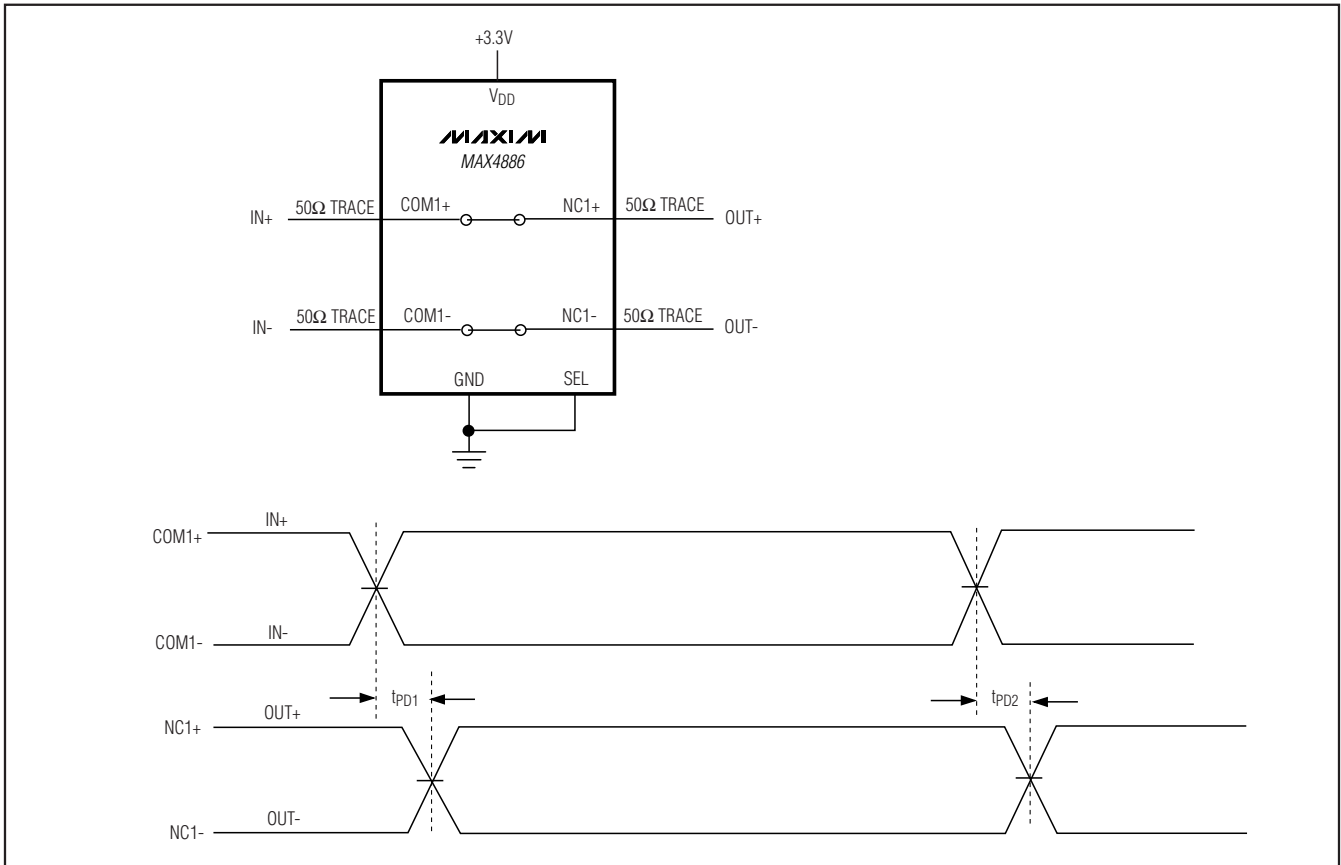 +3.3V
VDD
MAXIM
MAX4886
IN+ 50Ω TRACE COM1+ NC1+ 50Ω TRACE OUT+
IN- 50Ω TRACE COM1- NC1- 50Ω TRACE OUT-
GND SEL
COM1+ IN+
COM1- IN-
tPD1 tPD2
NC1+ OUT+
NC1- OUT-